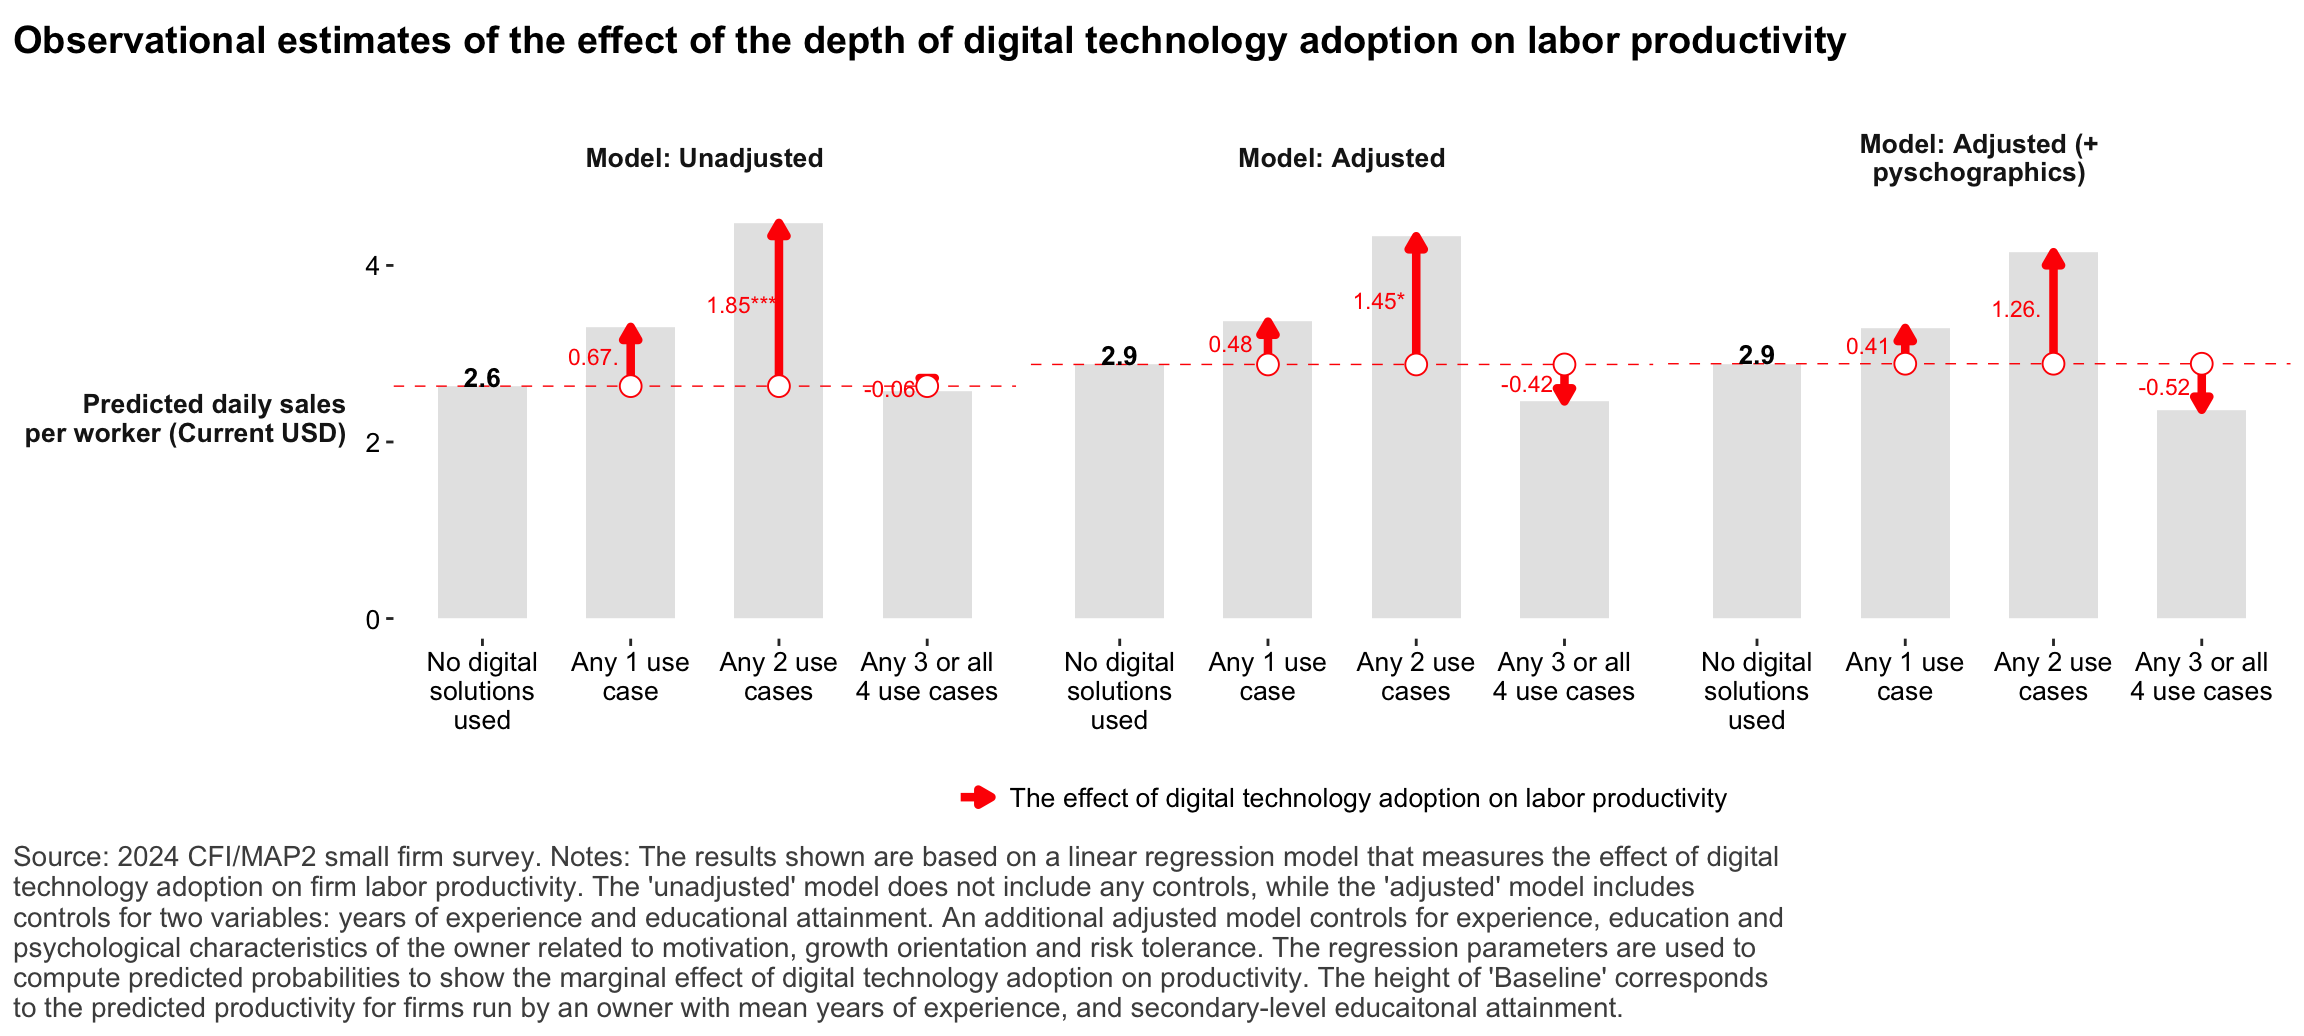 Observational estimates of the effect of the depth of digital technology adoption on labor productivity
Model: Unadjusted
Model: Adjusted
Model: Adjusted (+
pyschographics)
Predicted daily sales
per worker (Current USD)
4
2
0
2.6
0.67.
1.85***
-0.06
2.9
0.48
1.45*
-0.42
2.9
0.41
1.26.
-0.52
No digital
solutions
used
Any 1 use
case
Any 2 use
cases
Any 3 or all
4 use cases
No digital
solutions
used
Any 1 use
case
Any 2 use
cases
Any 3 or all
4 use cases
No digital
solutions
used
Any 1 use
case
Any 2 use
cases
Any 3 or all
4 use cases
The effect of digital technology adoption on labor productivity
Source: 2024 CFI/MAP2 small firm survey. Notes: The results shown are based on a linear regression model that measures the effect of digital
technology adoption on firm labor productivity. The 'unadjusted' model does not include any controls, while the 'adjusted' model includes
controls for two variables: years of experience and educational attainment. An additional adjusted model controls for experience, education and
psychological characteristics of the owner related to motivation, growth orientation and risk tolerance. The regression parameters are used to
compute predicted probabilities to show the marginal effect of digital technology adoption on productivity. The height of 'Baseline' corresponds
to the predicted productivity for firms run by an owner with mean years of experience, and secondary-level educaitonal attainment.